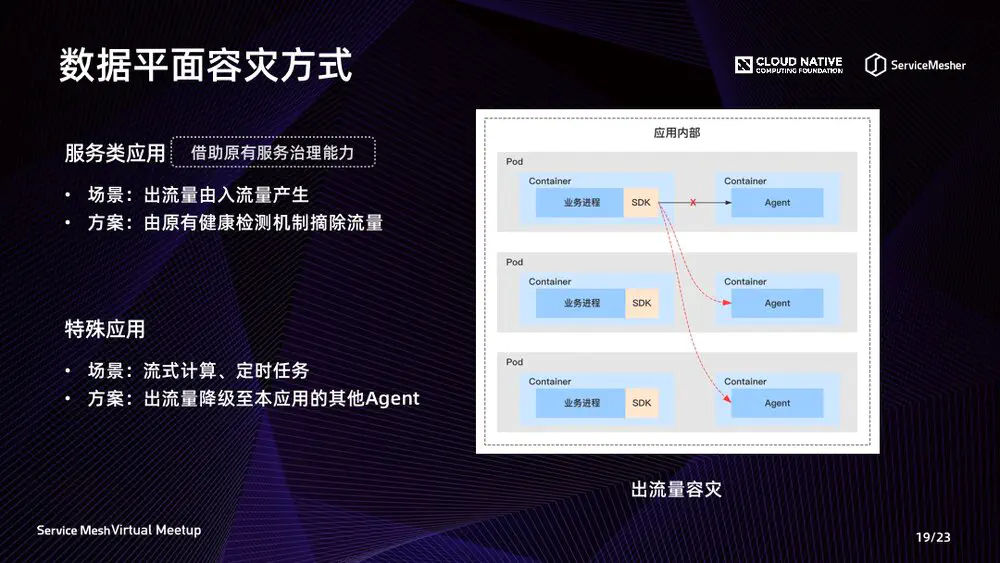 数据平面容灾方式
CLOUD NATIVE
COMPUTING FOUNDATION
ServiceMesher
服务类应用 借助原有服务治理能力
• 场景：出流量由入流量产生
• 方案：由原有健康检测机制摘除流量
特殊应用
• 场景：流式计算、定时任务
• 方案：出流量降级至本应用的其他Agent
应用内部
Pod
Container Container
业务进程 SDK X Agent
Pod
Container Container
业务进程 SDK Agent
Pod
Container Container
业务进程 SDK Agent
出流量容灾
Service Mesh Virtual Meetup
19/23